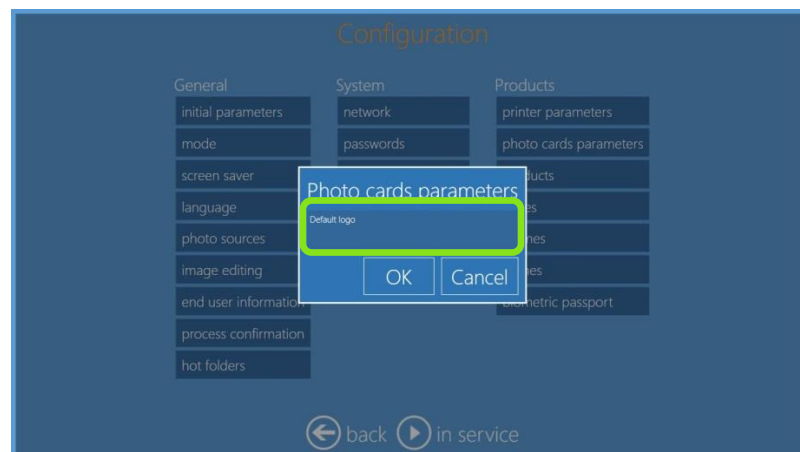 Configuration
General
initial parameters
mode
screen saver
language
photo sources
image editing
end user information
process confirmation
hot folders
System
network
passwords
Products
printer parameters
photo cards parameters
biometric passport
Photo cards parameters
Default logo
OK Cancel
back in service